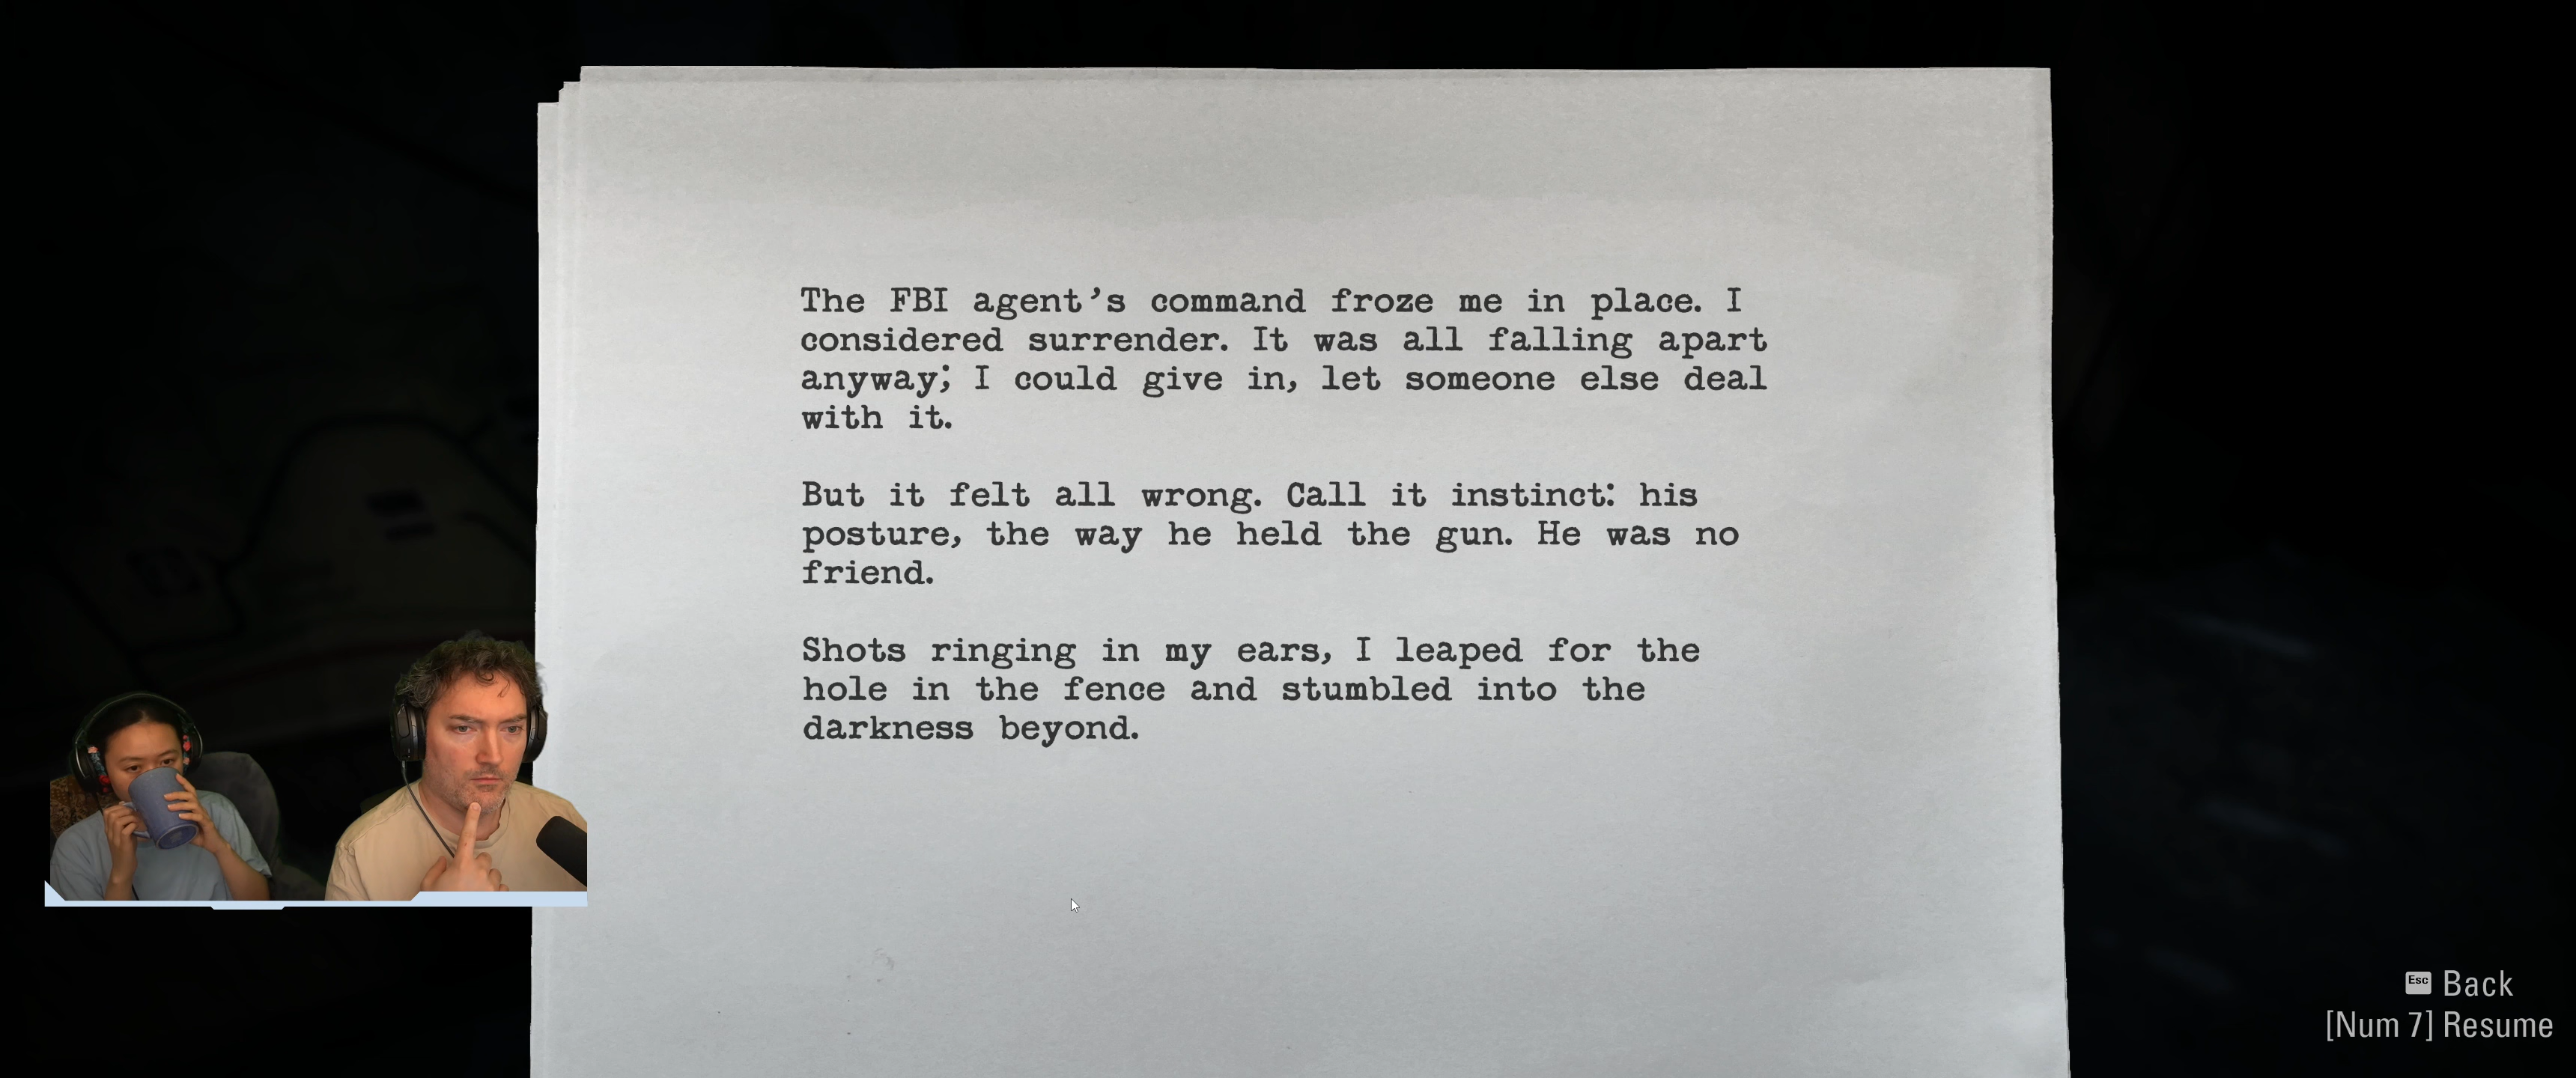 The FBI agent’s command froze me in place. I
considered surrender. It was all falling apart
anyway; I could give in, let someone else deal
with it.
But it felt all wrong. Call it instinct: his
posture, the way he held the gun. He was no
friend.
Shots ringing in my ears, I leaped for the
hole in the fence and stumbled into the
darkness beyond.
Esc Back
[Num 7] Resume